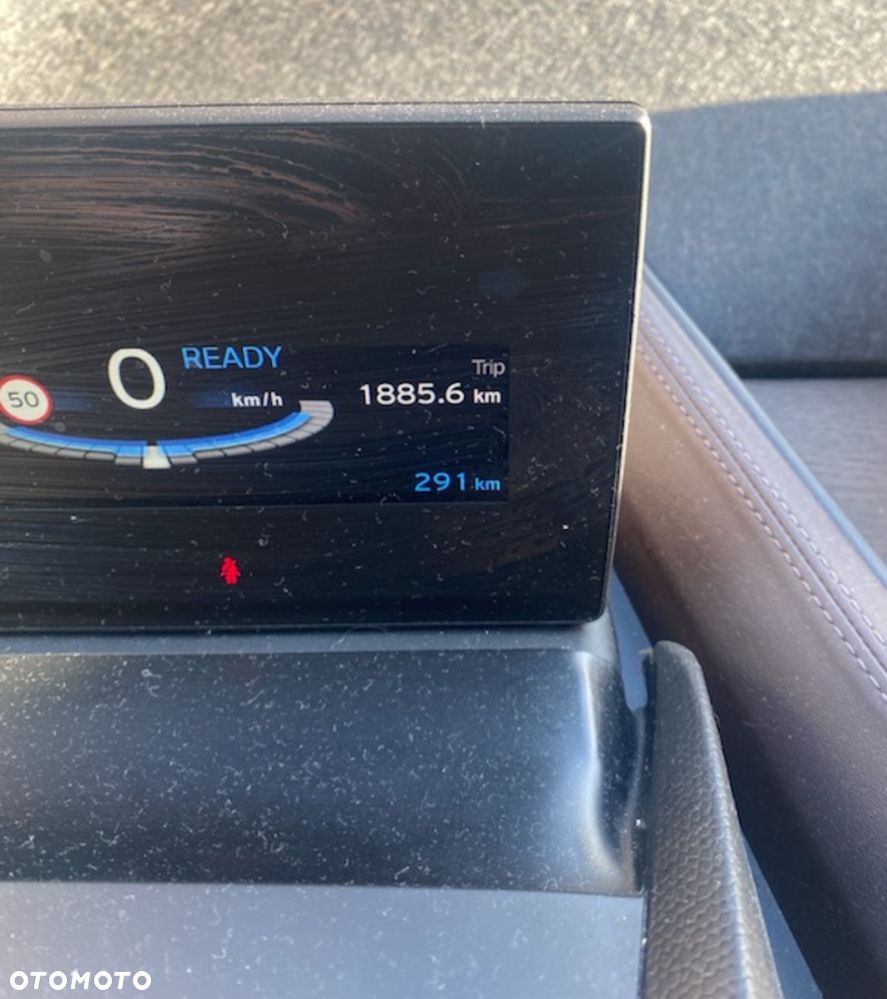 50
0
READY
km/h
Trip
1885.6 km
291 km
OTOMOTO